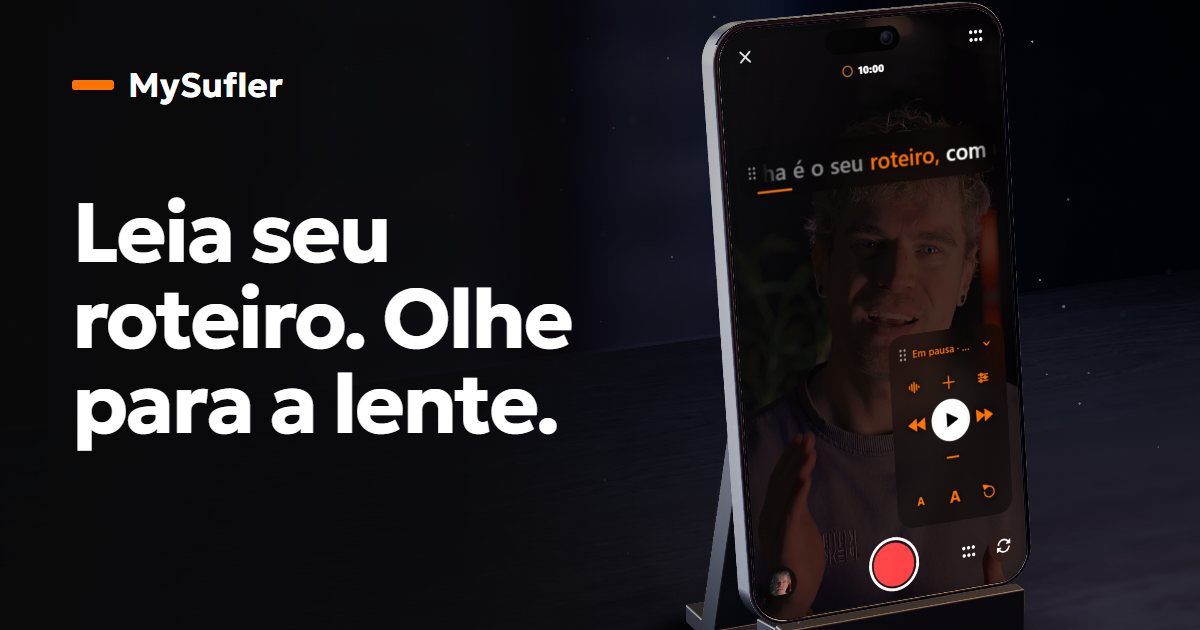 MySufler
Leia seu
roteiro. Olhe
para a lente.
10:00
ha é o seu roteiro, com
Em pausa · ...
A A